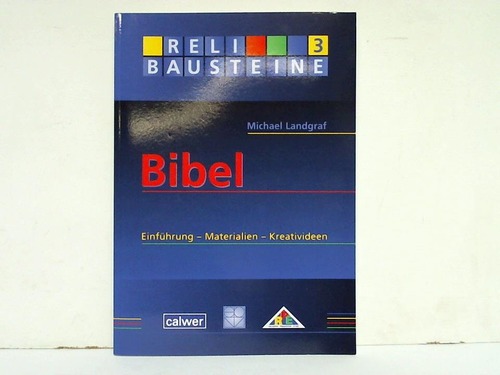 RELI 3
BAUSTEINE
Michael Landgraf
Bibel
Einführung – Materialien – Kreativideen
calwer